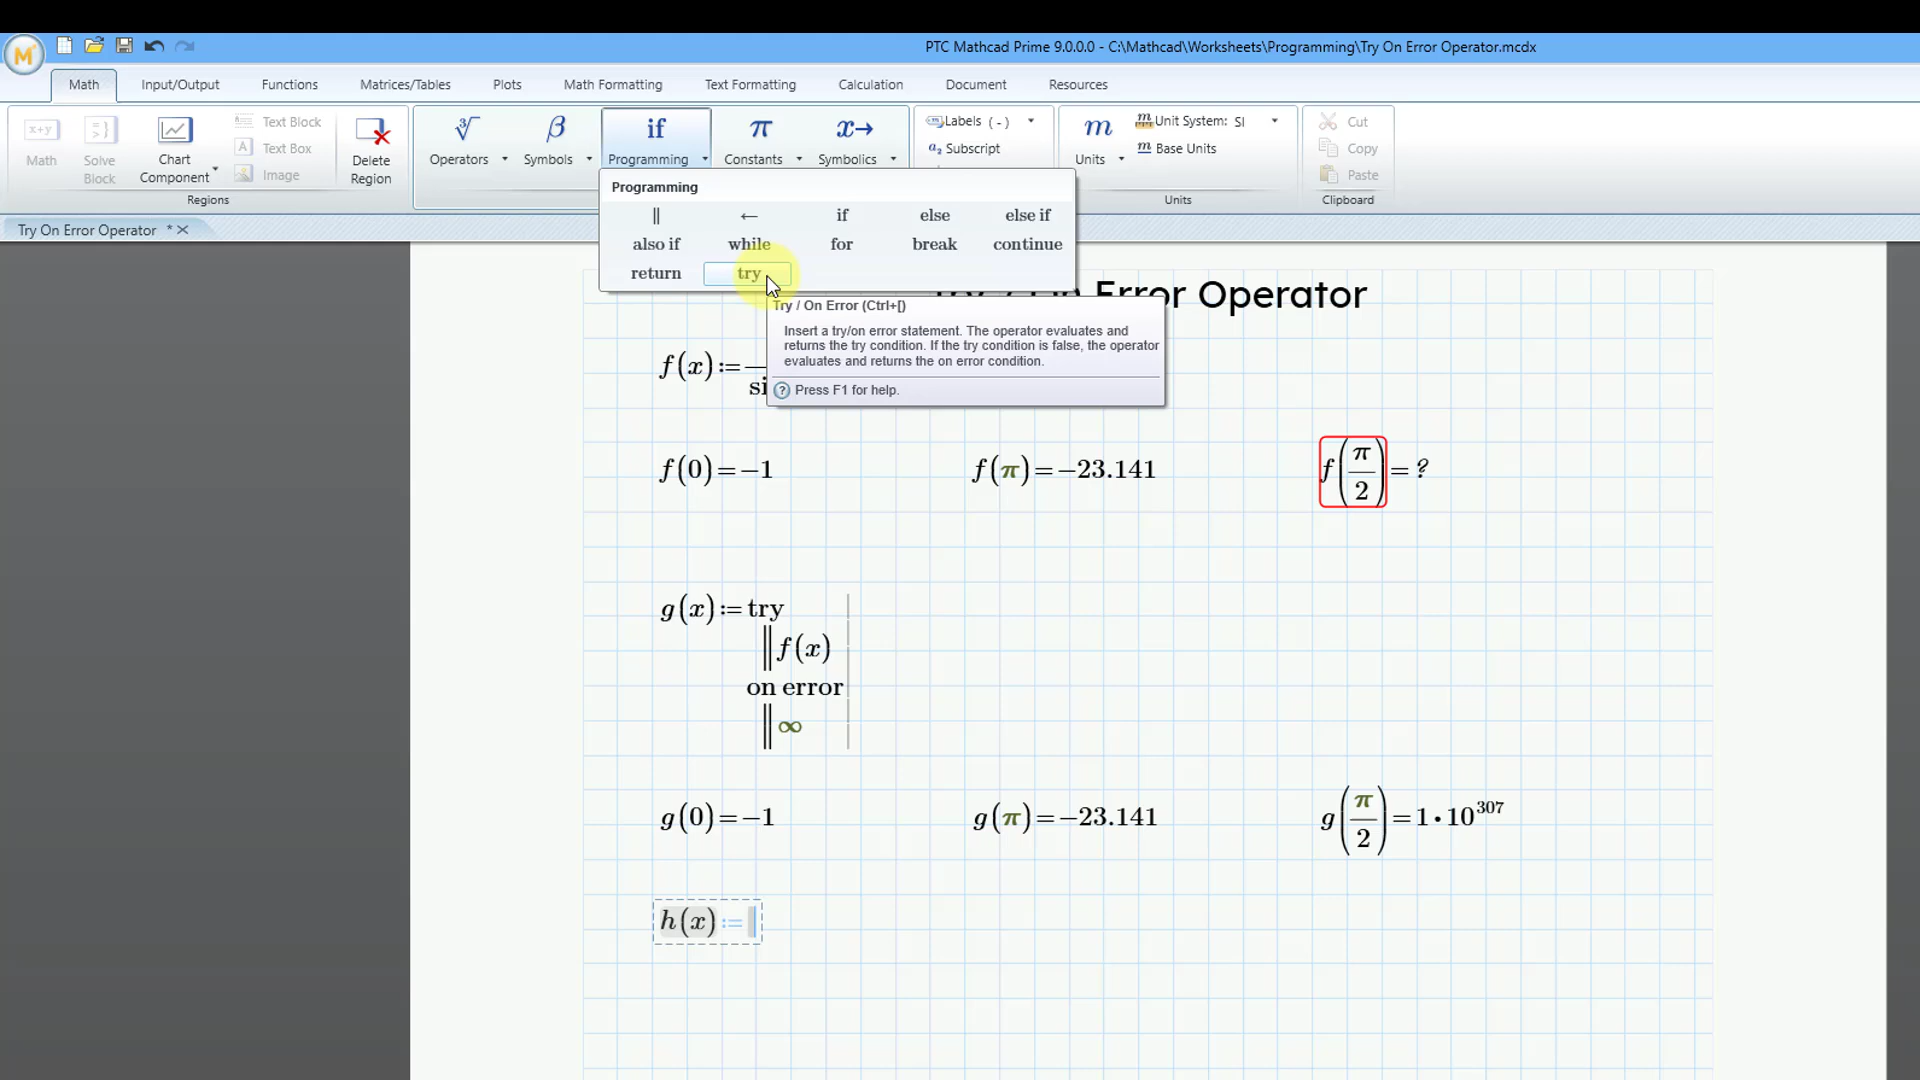 PTC Mathcad Prime 9.0.0.0 - C:\Mathcad\Worksheets\Programming\Try On Error Operator.mcdx
Math Input/Output Functions Matrices/Tables Plots Math Formatting Text Formatting Calculation Document Resources
Math
Solve Block
Chart Component
Text Block
Text Box
Image
Delete Region
Regions
Operators
Symbols
if
Programming
π
Constants
Symbolics
Labels ( - )
Subscript
Units
Unit System: SI
Base Units
Units
Cut
Copy
Paste
Clipboard
Try On Error Operator *
Programming
‖ ← if else else if
also if while for break continue
return try
Error Operator
Try / On Error (Ctrl+[)
Insert a try/on error statement. The operator evaluates and
returns the try condition. If the try condition is false, the operator
evaluates and returns the on error condition.
Press F1 for help.
f(x):=
si
f(0)=−1 f(π)=−23.141 f(π/2)=?
g(x):=try
‖f(x)
on error
‖∞
g(0)=−1 g(π)=−23.141 g(π/2)=1•10^307
h(x):=